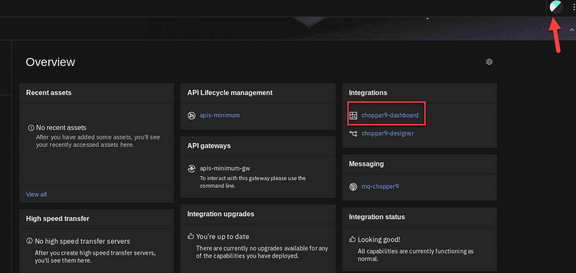 Overview
Recent assets
No recent assets
After you have added some assets, you'll see
your recently accessed assets here.
View all
High speed transfer
No high speed transfer servers
After you create high speed transfer servers,
you'll see them here.
API Lifecycle management
apis-minimum
API gateways
apis-minimum-gw
To interact with this gateway please use the
command line.
Integration upgrades
You're up to date
There are currently no upgrades available for any
of the capabilities you have deployed.
Integrations
chopper9-dashboard
chopper9-designer
Messaging
mq-chopper9
Integration status
Looking good!
All capabilities are currently functioning as
normal.